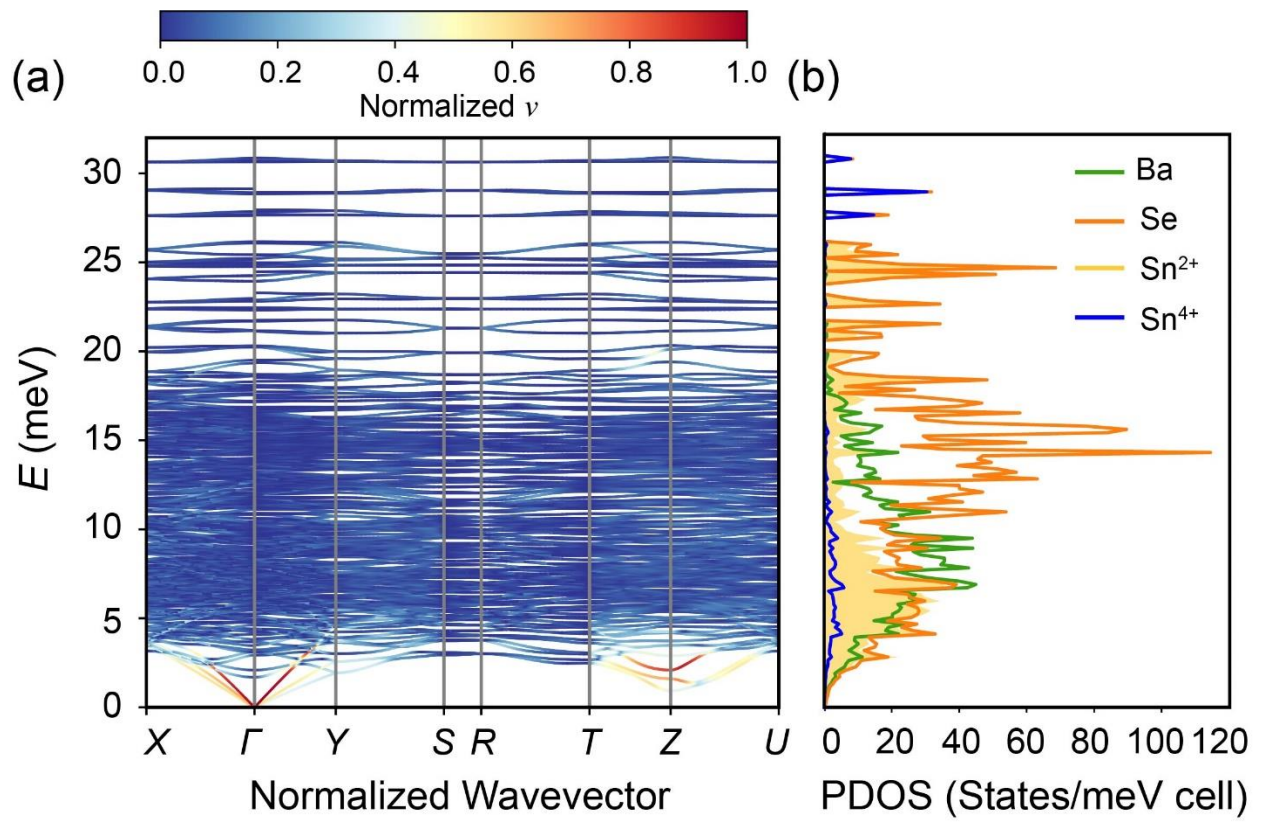 0.0 0.2 0.4 0.6 0.8 1.0
Normalized v
(a)
(b)
30
25
20
15
10
5
0
E (meV)
X Γ Y S R T Z U
Normalized Wavevector
Ba
Se
Sn²⁺
Sn⁴⁺
0 20 40 60 80 100 120
PDOS (States/meV cell)